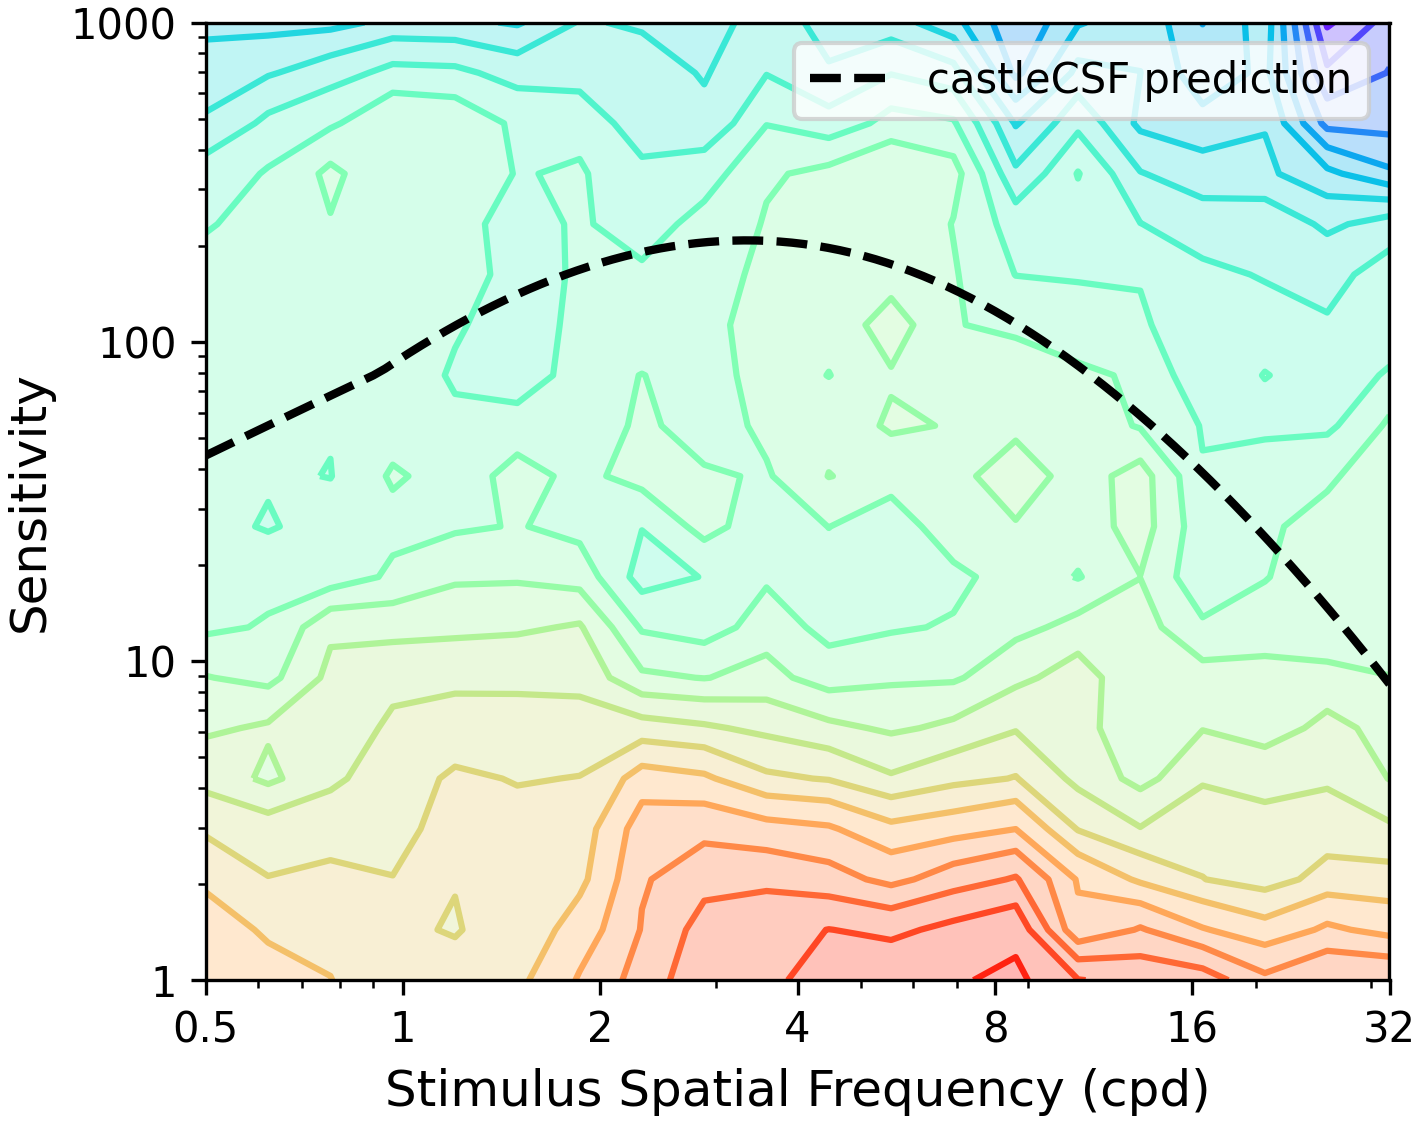 1000
100
10
1
Sensitivity
castleCSF prediction
0.5 1 2 4 8 16 32
Stimulus Spatial Frequency (cpd)